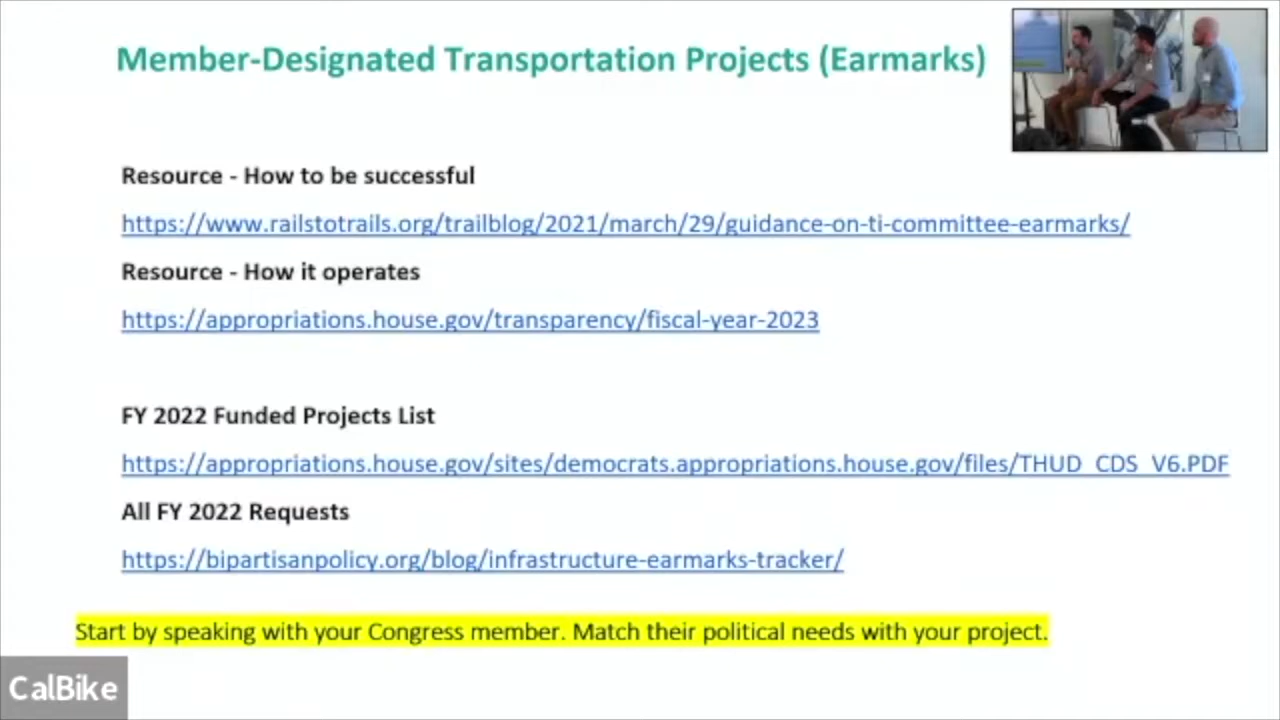 Member-Designated Transportation Projects (Earmarks)
Resource - How to be successful
https://www.railstotrails.org/trailblog/2021/march/29/guidance-on-ti-committee-earmarks/
Resource - How it operates
https://appropriations.house.gov/transparency/fiscal-year-2023
FY 2022 Funded Projects List
https://appropriations.house.gov/sites/democrats.appropriations.house.gov/files/THUD_CDS_V6.PDF
All FY 2022 Requests
https://bipartisanpolicy.org/blog/infrastructure-earmarks-tracker/
Start by speaking with your Congress member. Match their political needs with your project.
CalBike